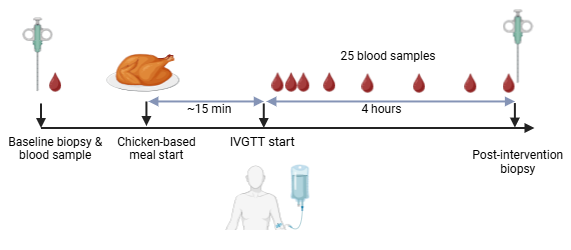 25 blood samples
~15 min
4 hours
Baseline biopsy &
blood sample
Chicken-based
meal start
IVGTT start
Post-intervention
biopsy